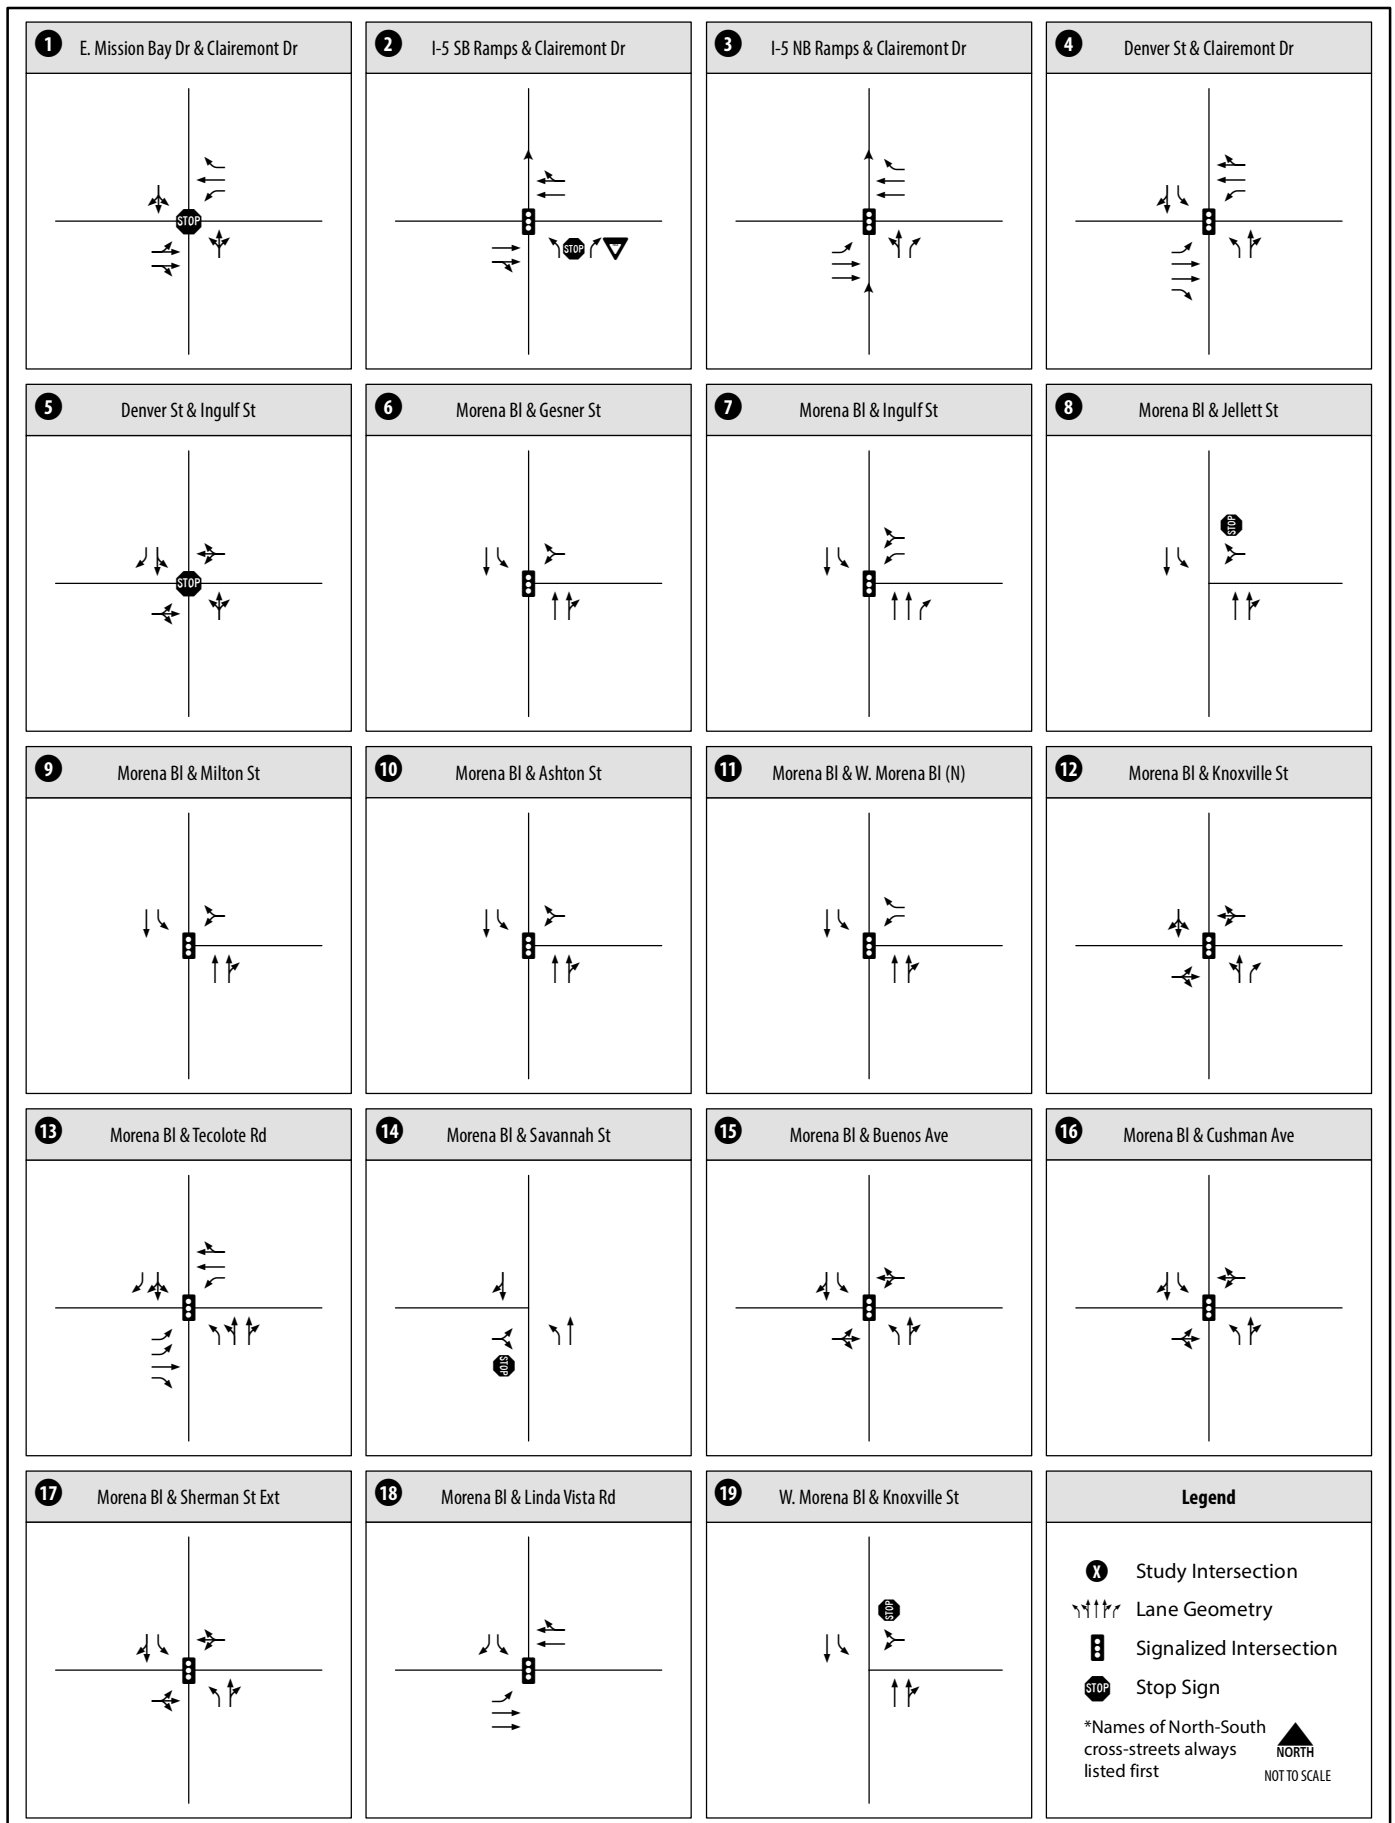 1 E. Mission Bay Dr & Clairemont Dr
2 I-5 SB Ramps & Clairemont Dr
3 I-5 NB Ramps & Clairemont Dr
4 Denver St & Clairemont Dr
STOP
STOP
5 Denver St & Ingulf St
6 Morena Bl & Gesner St
7 Morena Bl & Ingulf St
8 Morena Bl & Jellett St
STOP
STOP
9 Morena Bl & Milton St
10 Morena Bl & Ashton St
11 Morena Bl & W. Morena Bl (N)
12 Morena Bl & Knoxville St
13 Morena Bl & Tecolote Rd
14 Morena Bl & Savannah St
15 Morena Bl & Buenos Ave
16 Morena Bl & Cushman Ave
STOP
17 Morena Bl & Sherman St Ext
18 Morena Bl & Linda Vista Rd
19 W. Morena Bl & Knoxville St
STOP
Legend
X Study Intersection
Lane Geometry
Signalized Intersection
STOP Stop Sign
*Names of North-South
cross-streets always
listed first
NORTH
NOT TO SCALE